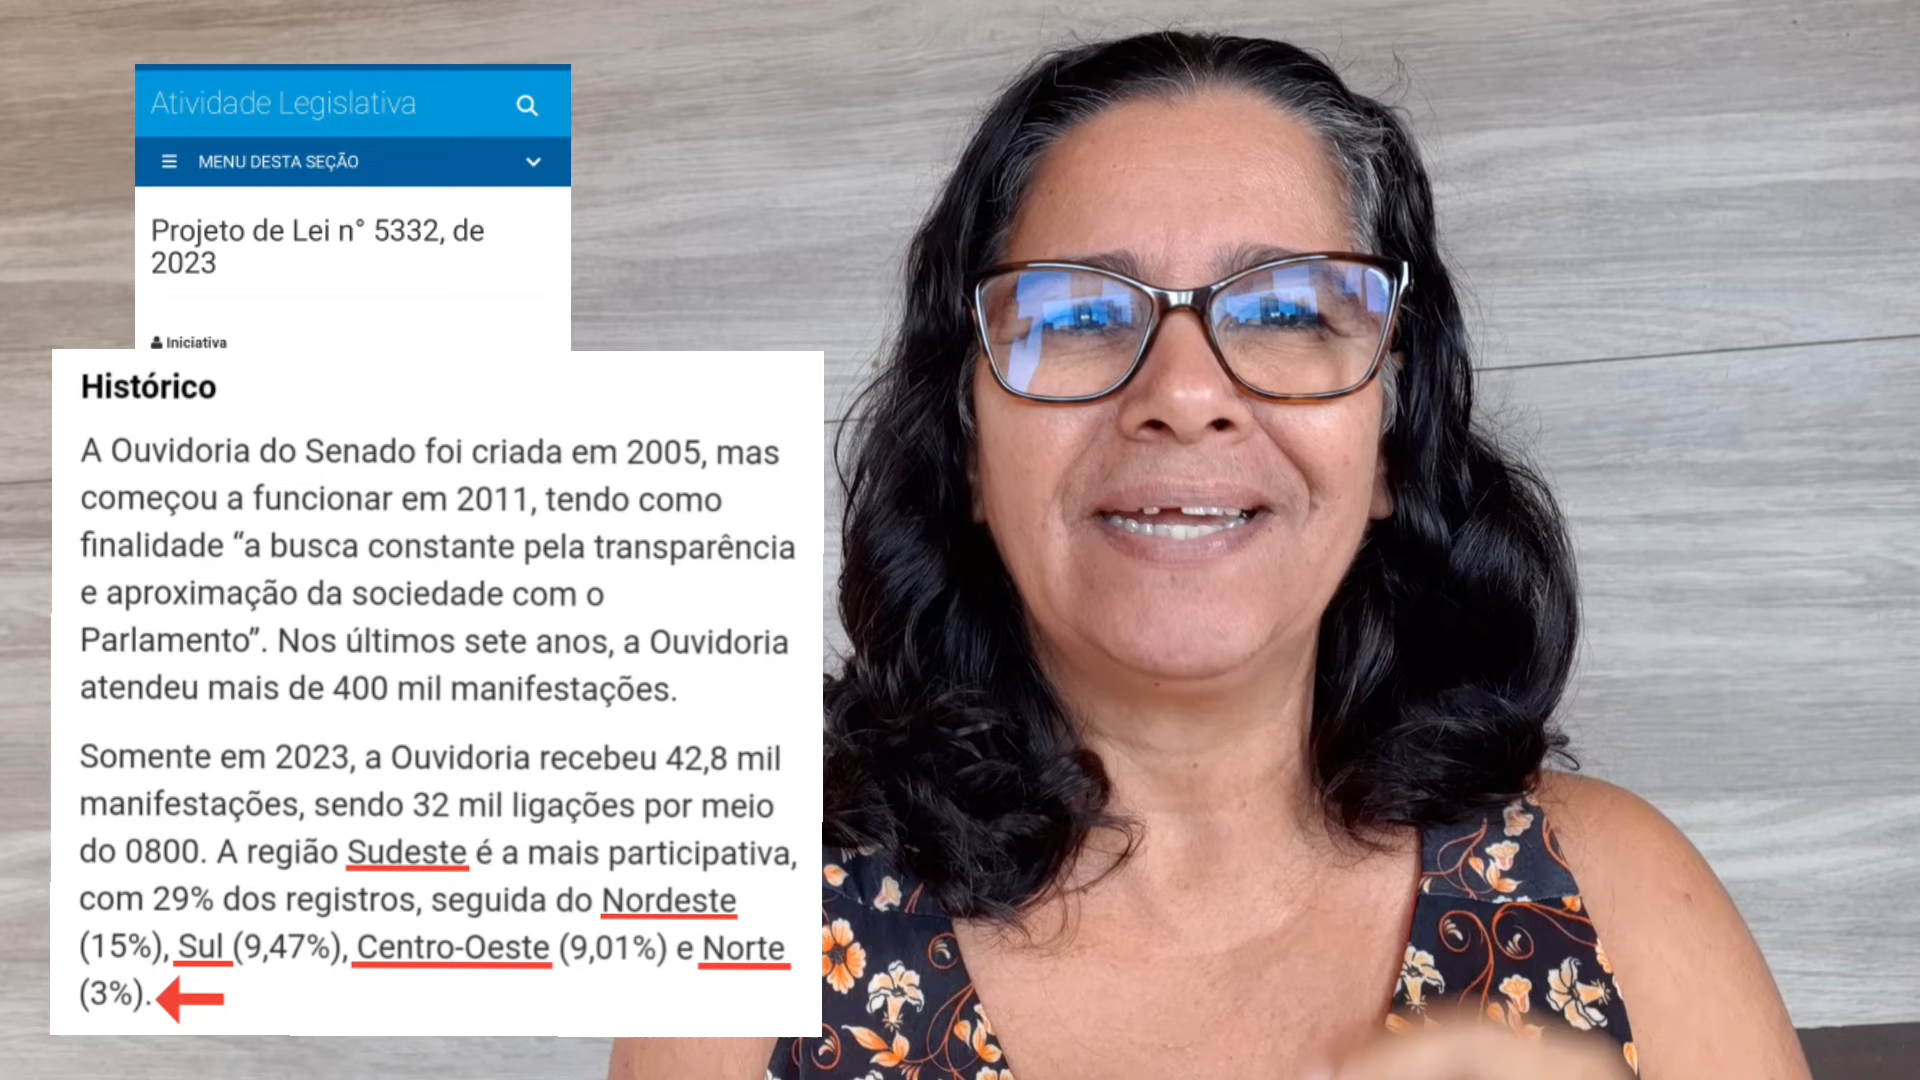 Atividade Legislativa
MENU DESTA SEÇÃO
Projeto de Lei n° 5332, de
2023
Iniciativa
Histórico
A Ouvidoria do Senado foi criada em 2005, mas
começou a funcionar em 2011, tendo como
finalidade “a busca constante pela transparência
e aproximação da sociedade com o
Parlamento”. Nos últimos sete anos, a Ouvidoria
atendeu mais de 400 mil manifestações.
Somente em 2023, a Ouvidoria recebeu 42,8 mil
manifestações, sendo 32 mil ligações por meio
do 0800. A região Sudeste é a mais participativa,
com 29% dos registros, seguida do Nordeste
(15%), Sul (9,47%), Centro-Oeste (9,01%) e Norte
(3%).